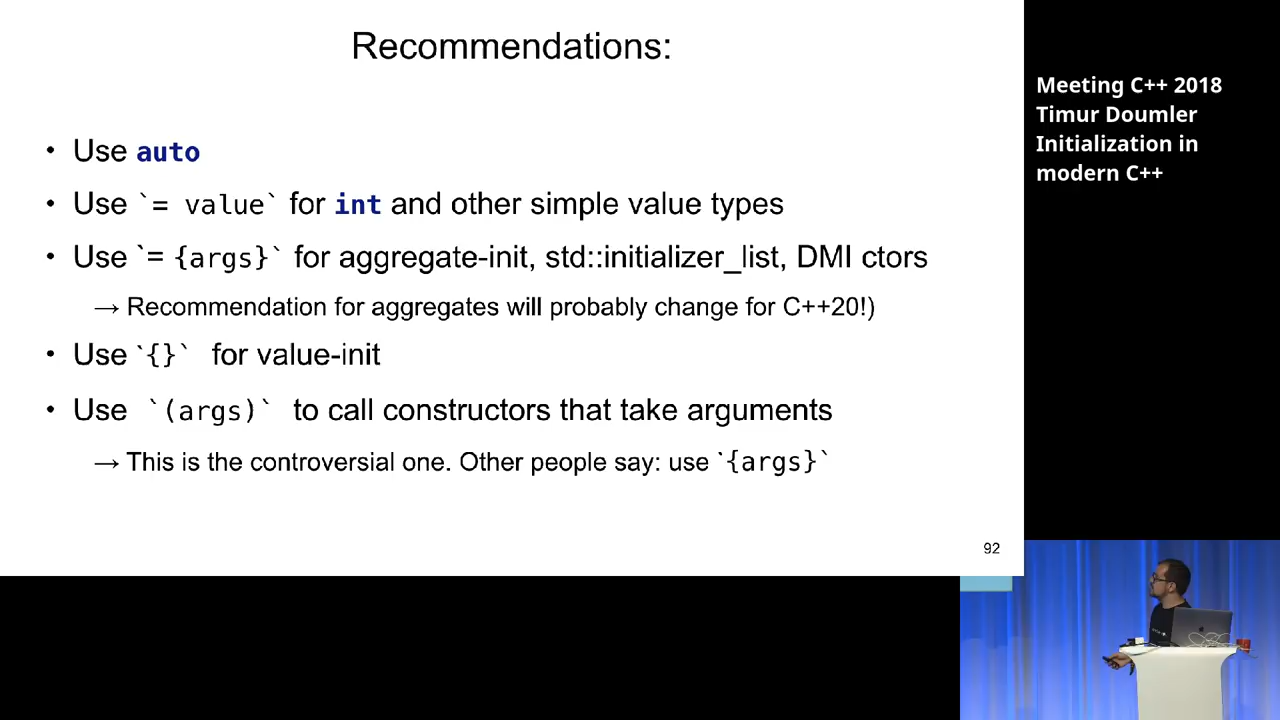 Recommendations:
• Use auto
• Use `= value` for int and other simple value types
• Use `= {args}` for aggregate-init, std::initializer_list, DMI ctors
→ Recommendation for aggregates will probably change for C++20!)
• Use `{}` for value-init
• Use `(args)` to call constructors that take arguments
→ This is the controversial one. Other people say: use `{args}`
92
Meeting C++ 2018
Timur Doumler
Initialization in
modern C++